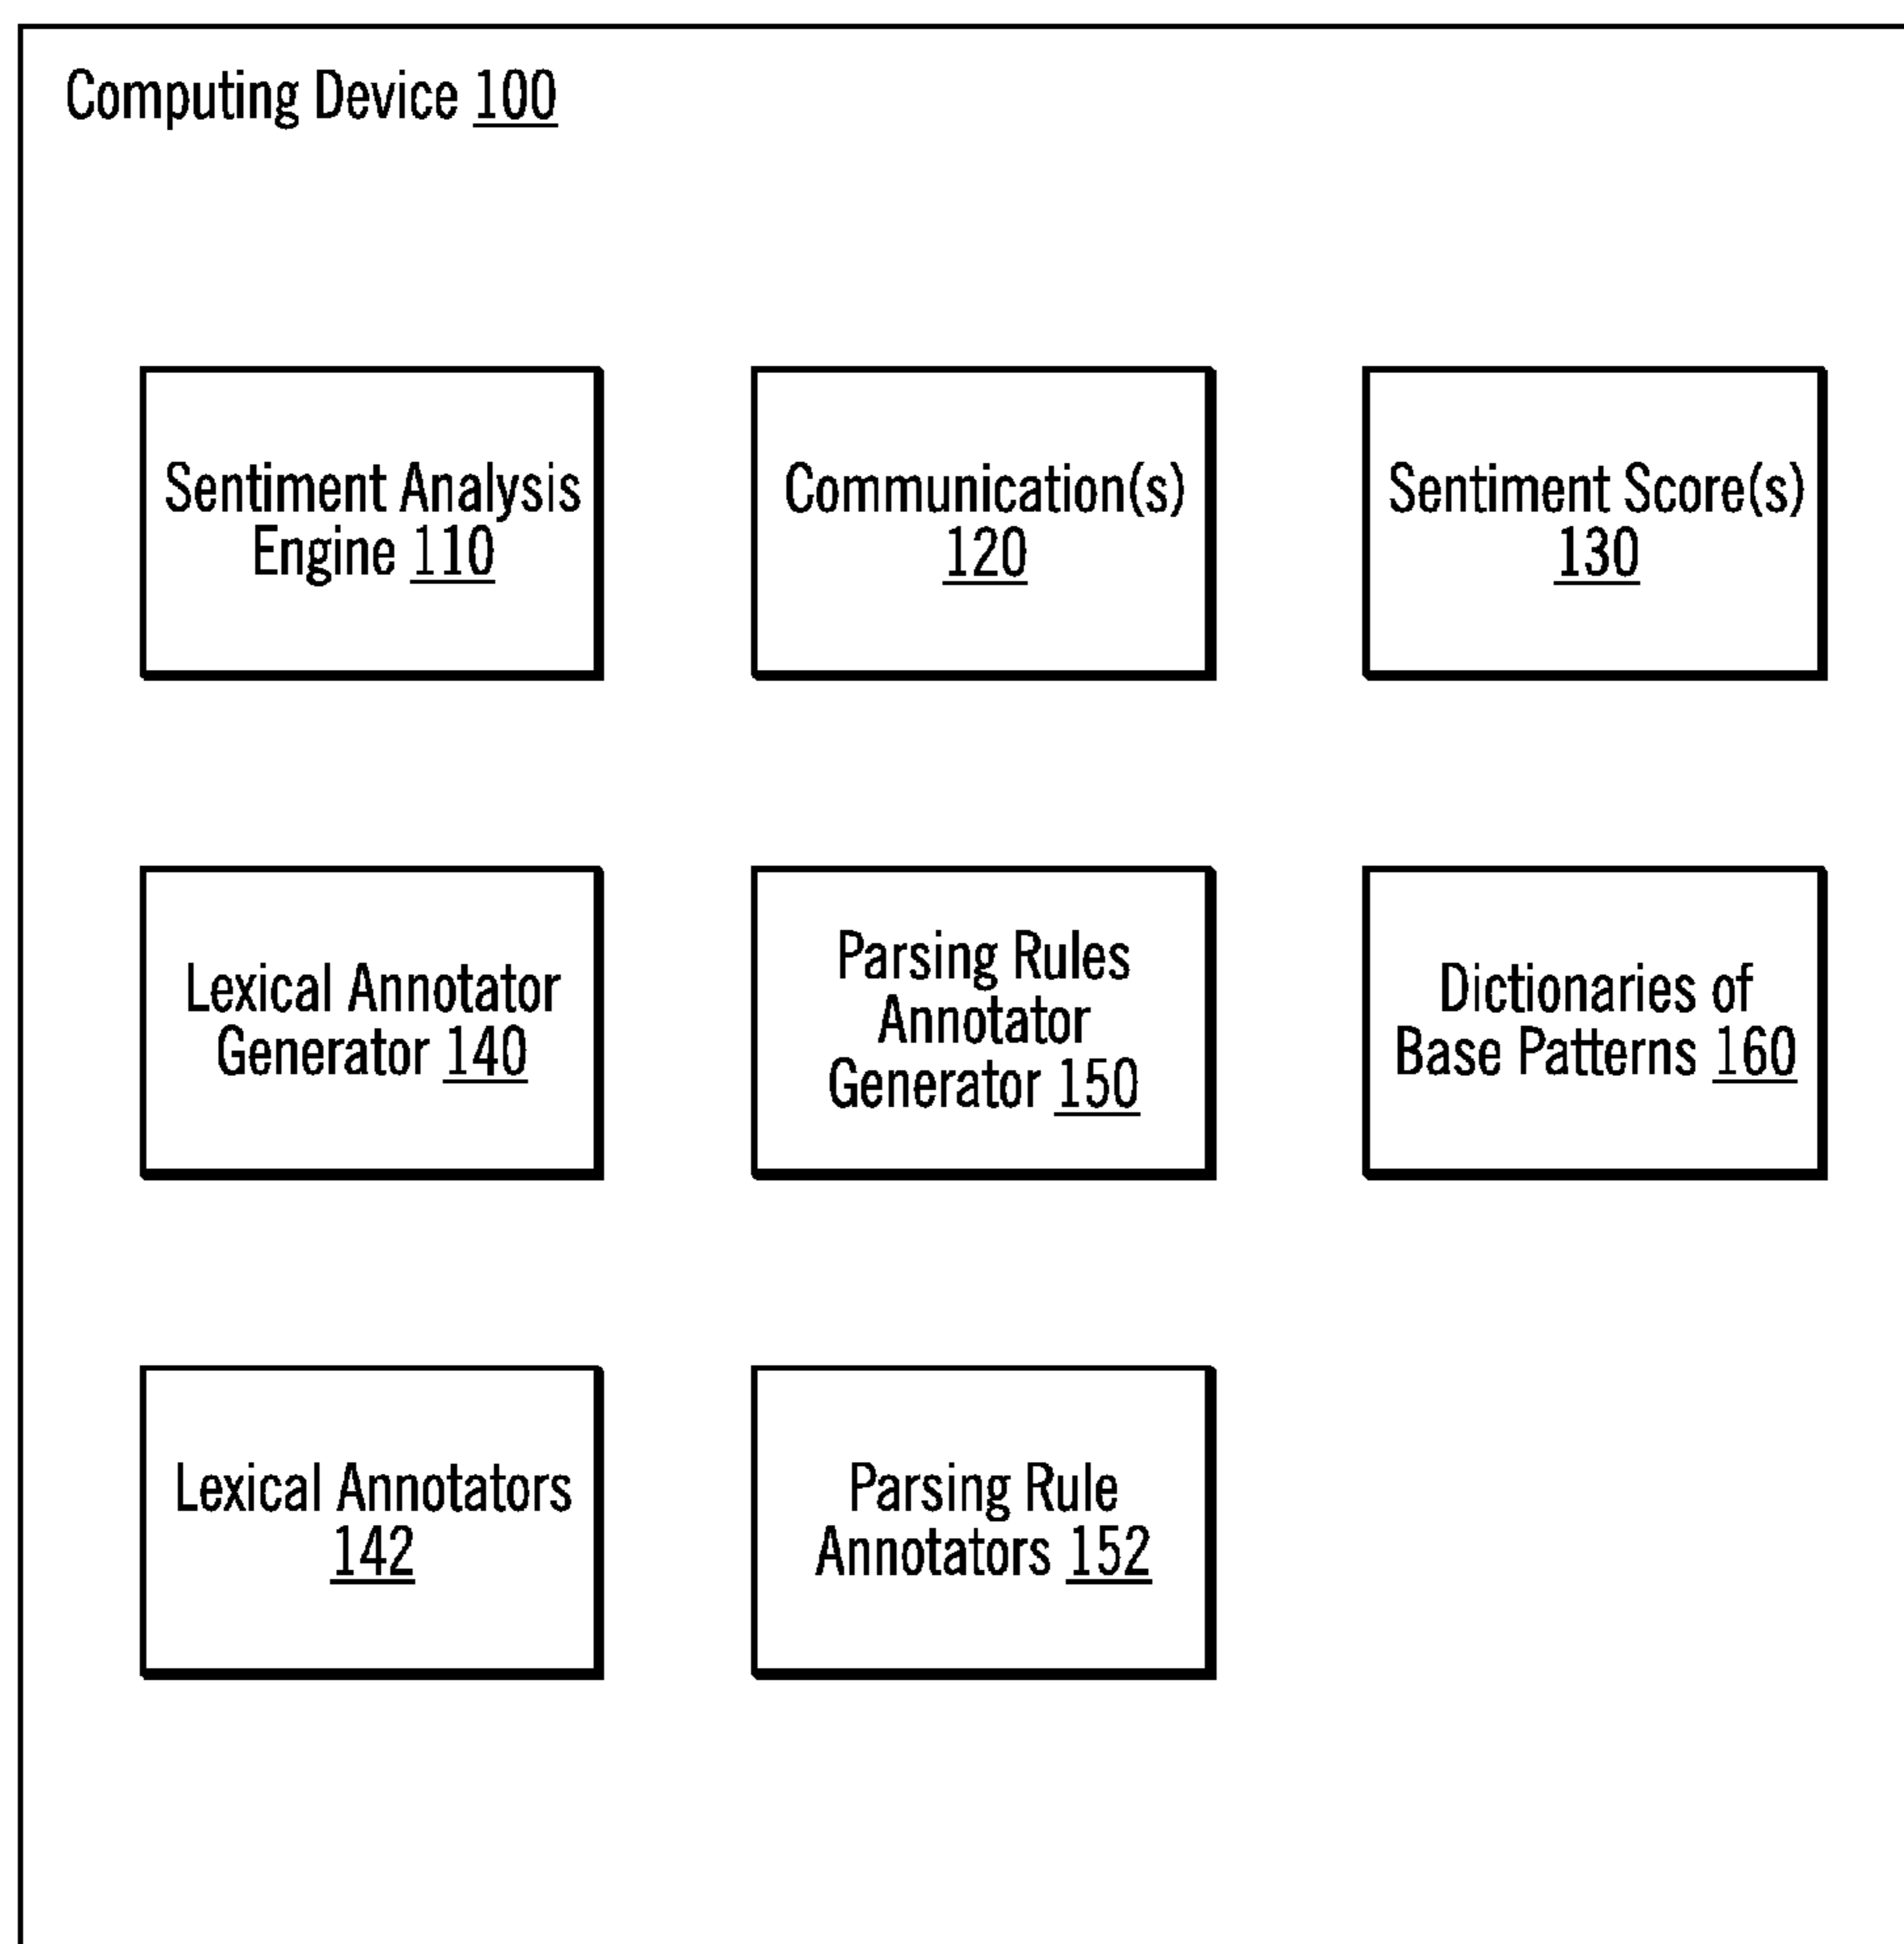 Computing Device 100
Sentiment Analysis
Engine 110
Communication(s)
120
Sentiment Score(s)
130
Lexical Annotator
Generator 140
Parsing Rules
Annotator
Generator 150
Dictionaries of
Base Patterns 160
Lexical Annotators
142
Parsing Rule
Annotators 152